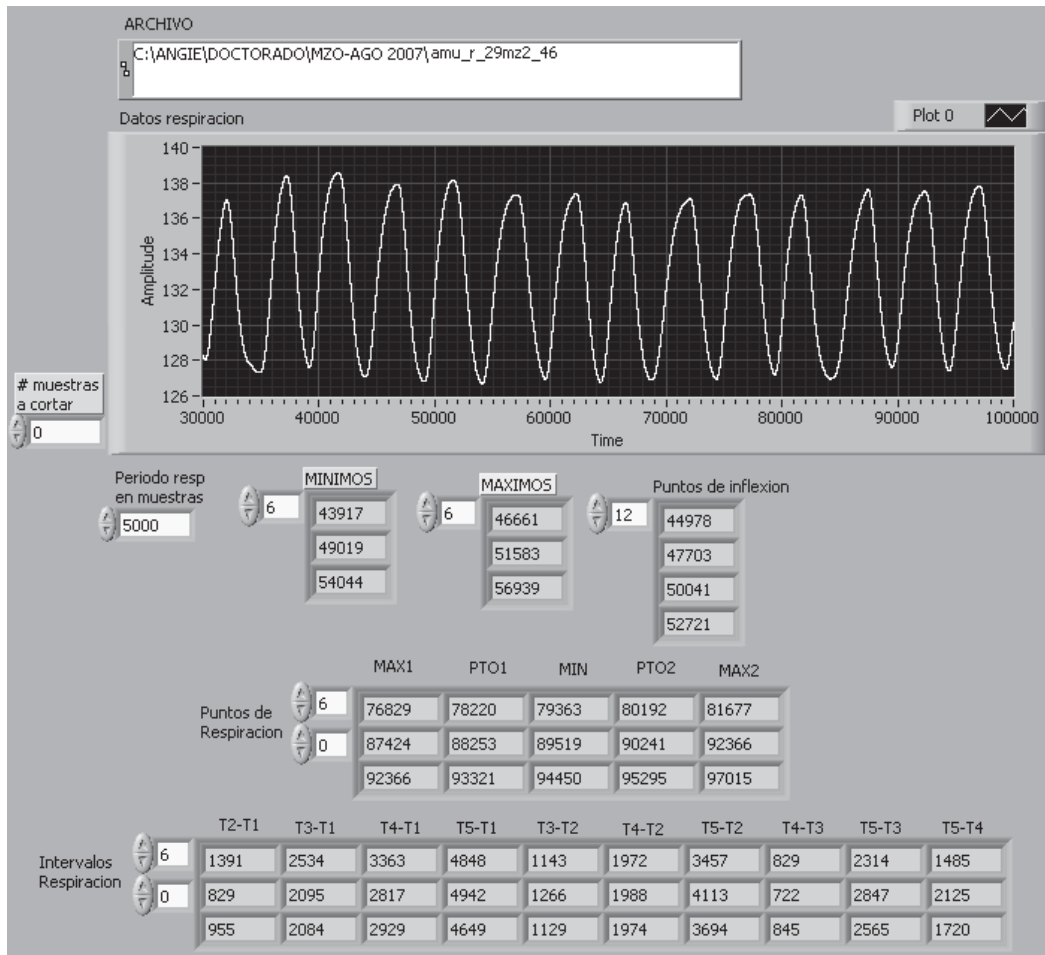 ARCHIVO
C:\ANGIE\DOCTORADO\MZO-AGO 2007\amu_r_29mz2_46
Datos respiracion
Plot 0
140
138
136
134
132
130
128
126
Amplitude
30000 40000 50000 60000 70000 80000 90000 100000
Time
# muestras
a cortar
0
Periodo resp
en muestras
5000
MINIMOS
6
43917
49019
54044
MAXIMOS
6
46661
51583
56939
Puntos de inflexion
12
44978
47703
50041
52721
MAX1 PTO1 MIN PTO2 MAX2
Puntos de
Respiracion
6
0
76829 78220 79363 80192 81677
87424 88253 89519 90241 92366
92366 93321 94450 95295 97015
T2-T1 T3-T1 T4-T1 T5-T1 T3-T2 T4-T2 T5-T2 T4-T3 T5-T3 T5-T4
Intervalos
Respiracion
6
0
1391 2534 3363 4848 1143 1972 3457 829 2314 1485
829 2095 2817 4942 1266 1988 4113 722 2847 2125
955 2084 2929 4649 1129 1974 3694 845 2565 1720